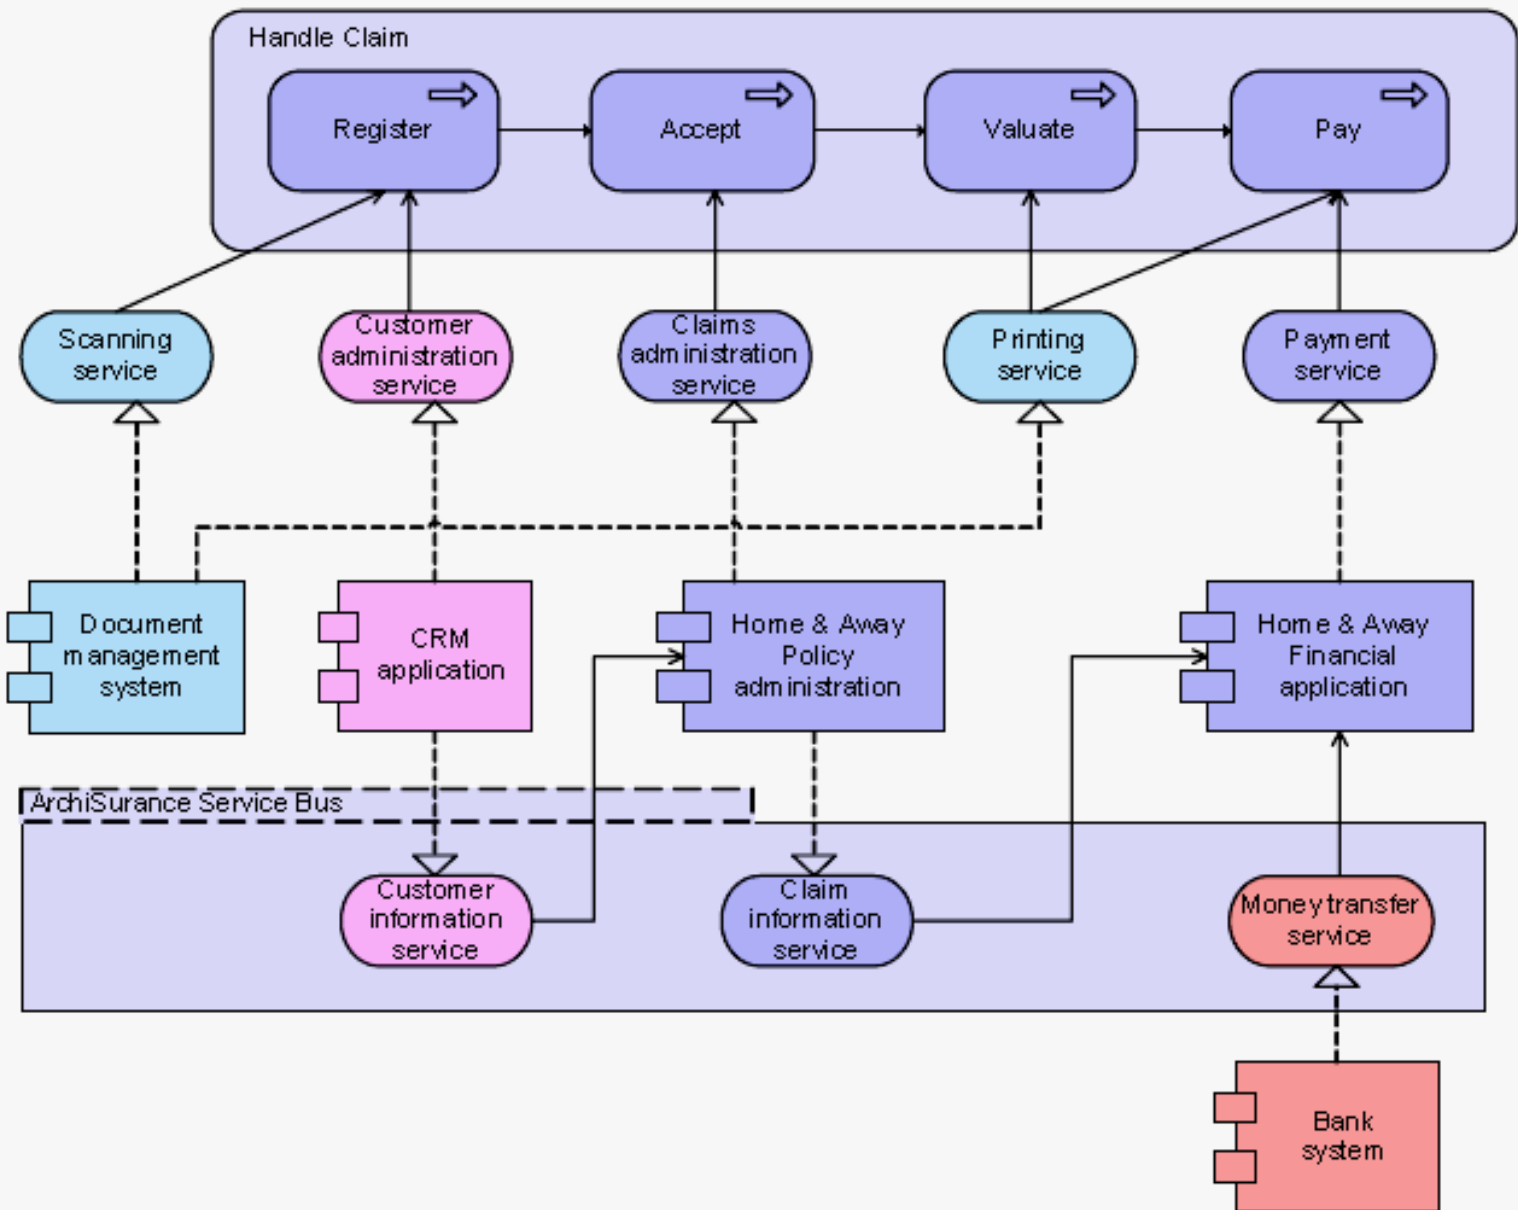 Handle Claim
Register
Accept
Valuate
Pay
Scanning
service
Customer
administration
service
Claims
administration
service
Printing
service
Payment
service
Document
management
system
CRM
application
Home & Away
Policy
administration
Home & Away
Financial
application
ArchiSurance Service Bus
Customer
information
service
Claim
information
service
Money transfer
service
Bank
system